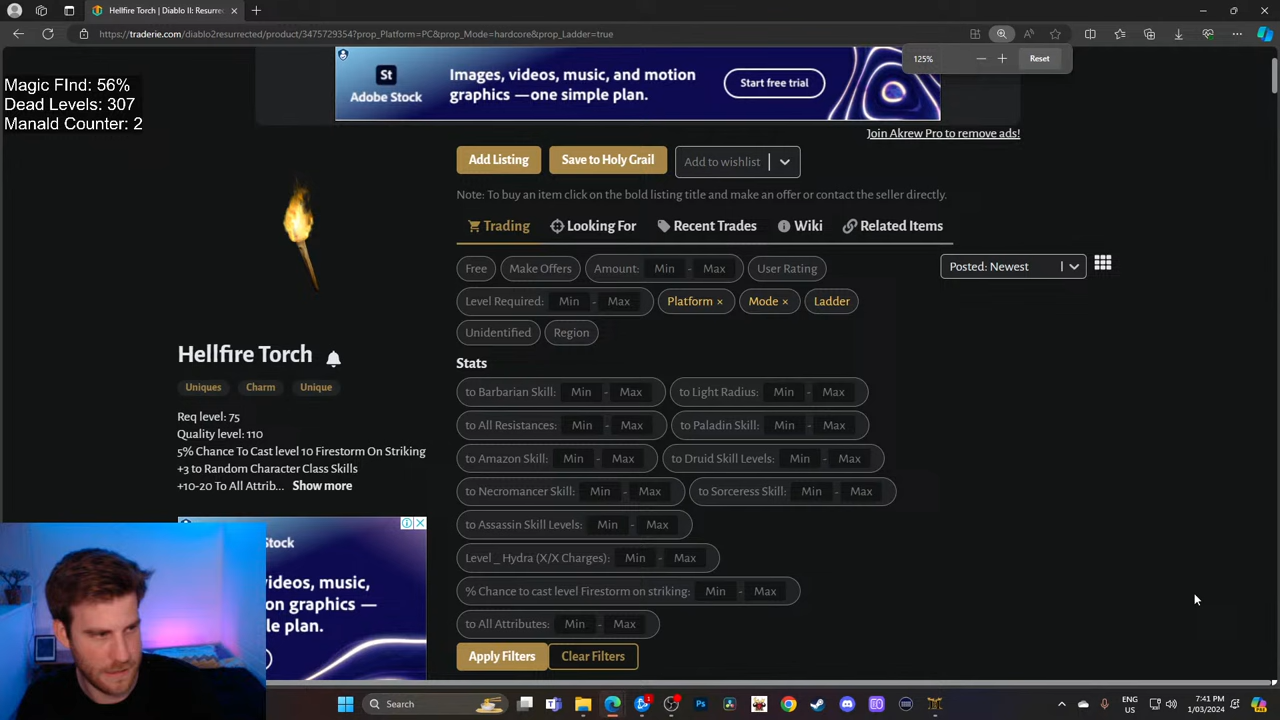 Hellfire Torch | Diablo II: Resurrec
https://traderie.com/diablo2resurrected/product/3475729354?prop_Platform=PC&prop_Mode=hardcore&prop_Ladder=true
125%
Reset
Magic FInd: 56%
Dead Levels: 307
Manald Counter: 2
St
Adobe Stock
Images, videos, music, and motion
graphics —one simple plan.
Start free trial
Join Akrew Pro to remove ads!
Add Listing
Save to Holy Grail
Add to wishlist
Note: To buy an item click on the bold listing title and make an offer or contact the seller directly.
Trading
Looking For
Recent Trades
Wiki
Related Items
Free
Make Offers
Amount: Min - Max
User Rating
Posted: Newest
Level Required: Min - Max
Platform ×
Mode ×
Ladder
Unidentified
Region
Hellfire Torch
Uniques
Charm
Unique
Req level: 75
Quality level: 110
5% Chance To Cast level 10 Firestorm On Striking
+3 to Random Character Class Skills
+10-20 To All Attrib... Show more
Stats
to Barbarian Skill: Min - Max
to Light Radius: Min - Max
to All Resistances: Min - Max
to Paladin Skill: Min - Max
to Amazon Skill: Min - Max
to Druid Skill Levels: Min - Max
to Necromancer Skill: Min - Max
to Sorceress Skill: Min - Max
to Assassin Skill Levels: Min - Max
Level _ Hydra (X/X Charges): Min - Max
% Chance to cast level Firestorm on striking: Min - Max
to All Attributes: Min - Max
Apply Filters
Clear Filters
Stock
ideos, music,
on graphics —
le plan.
Search
1
ENG
US
7:41 PM
1/03/2024